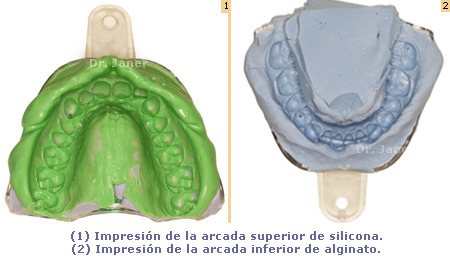 1
2
Dr. Janer
Dr. Janer
(1) Impresión de la arcada superior de silicona.
(2) Impresión de la arcada inferior de alginato.